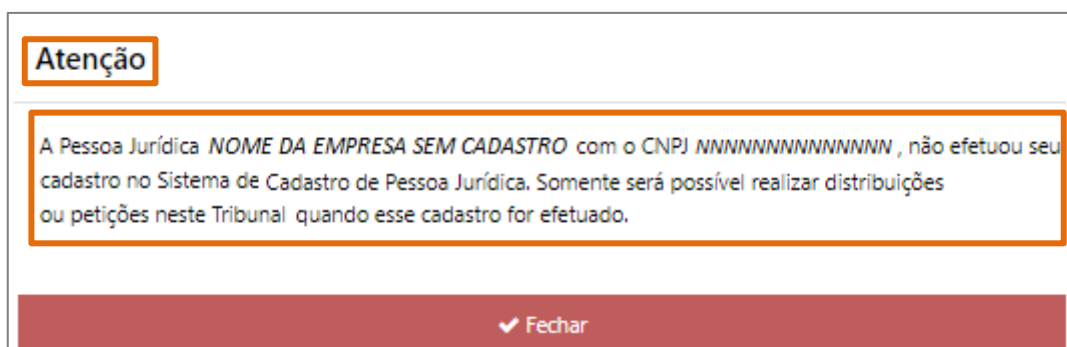 Atenção
A Pessoa Jurídica NOME DA EMPRESA SEM CADASTRO com o CNPJ NNNNNNNNNNNNNNN , não efetuou seu
cadastro no Sistema de Cadastro de Pessoa Jurídica. Somente será possível realizar distribuições
ou petições neste Tribunal quando esse cadastro for efetuado.
✔ Fechar